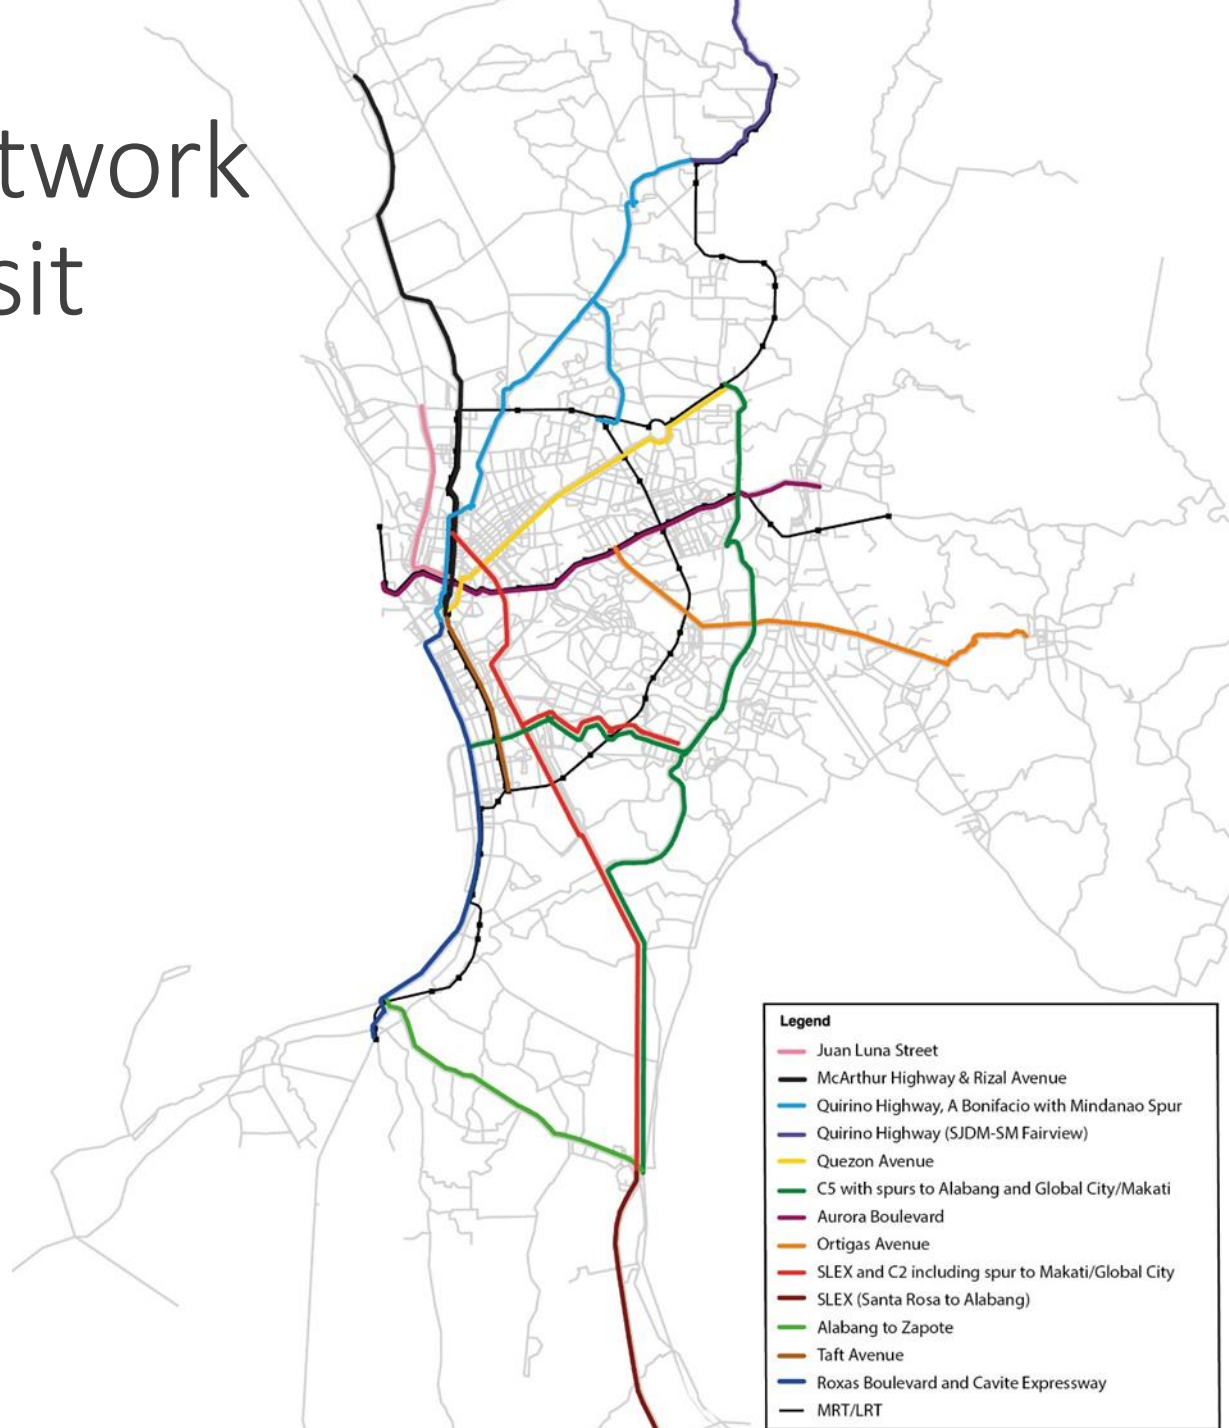 twork
sit
Legend
Juan Luna Street
McArthur Highway & Rizal Avenue
Quirino Highway, A Bonifacio with Mindanao Spur
Quirino Highway (SJDM-SM Fairview)
Quezon Avenue
C5 with spurs to Alabang and Global City/Makati
Aurora Boulevard
Ortigas Avenue
SLEX and C2 including spur to Makati/Global City
SLEX (Santa Rosa to Alabang)
Alabang to Zapote
Taft Avenue
Roxas Boulevard and Cavite Expressway
MRT/LRT